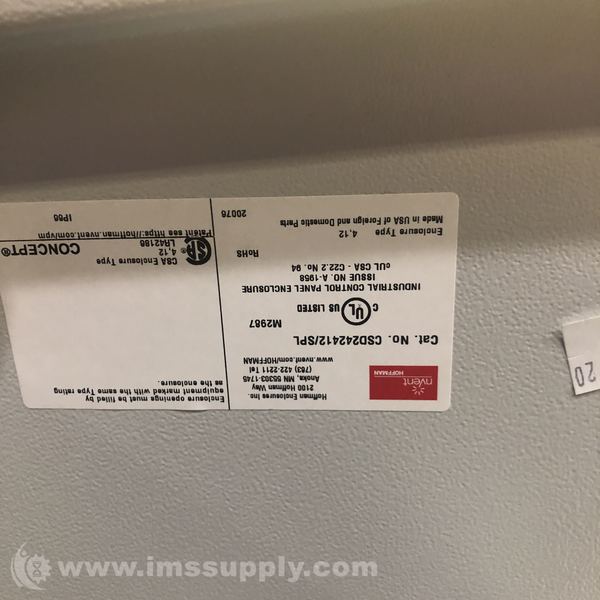 nvent
HOFFMAN
Hoffman Enclosures Inc.
2100 Hoffman Way
Anoka, MN 55303-1745
(763) 422-2211 Tel
www.nvent.com/HOFFMAN
Cat. No. CSD242412/SPL
M2987
C UL US LISTED
INDUSTRIAL CONTROL PANEL ENCLOSURE
ISSUE NO. A-1958
cUL CSA - C22.2 No. 94
RoHS
Enclosure Type 4,12
Made in USA of Foreign and Domestic Parts
20076
Enclosure openings must be filled by
equipment marked with the same Type rating
as the enclosure.
CSA Enclosure Type
4,12
LR42186
CONCEPT®
Patent see https://hoffman.nvent.com/vpm
IP66
20
www.imssupply.com